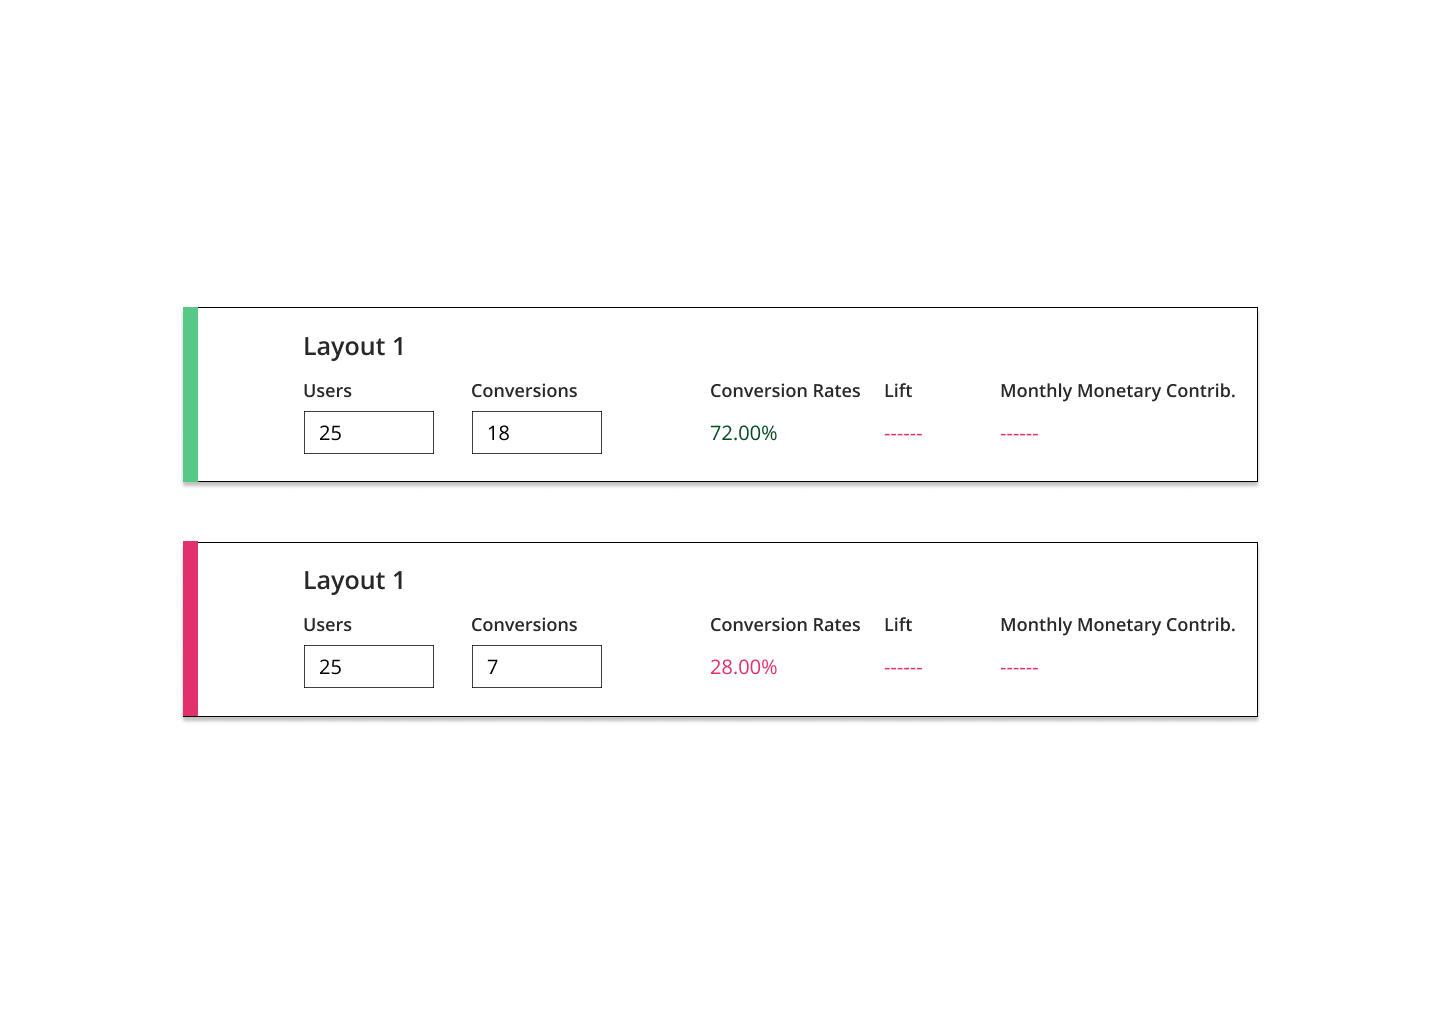 Layout 1
Users Conversions Conversion Rates Lift Monthly Monetary Contrib.
25 18 72.00% ------ ------
Layout 1
Users Conversions Conversion Rates Lift Monthly Monetary Contrib.
25 7 28.00% ------ ------